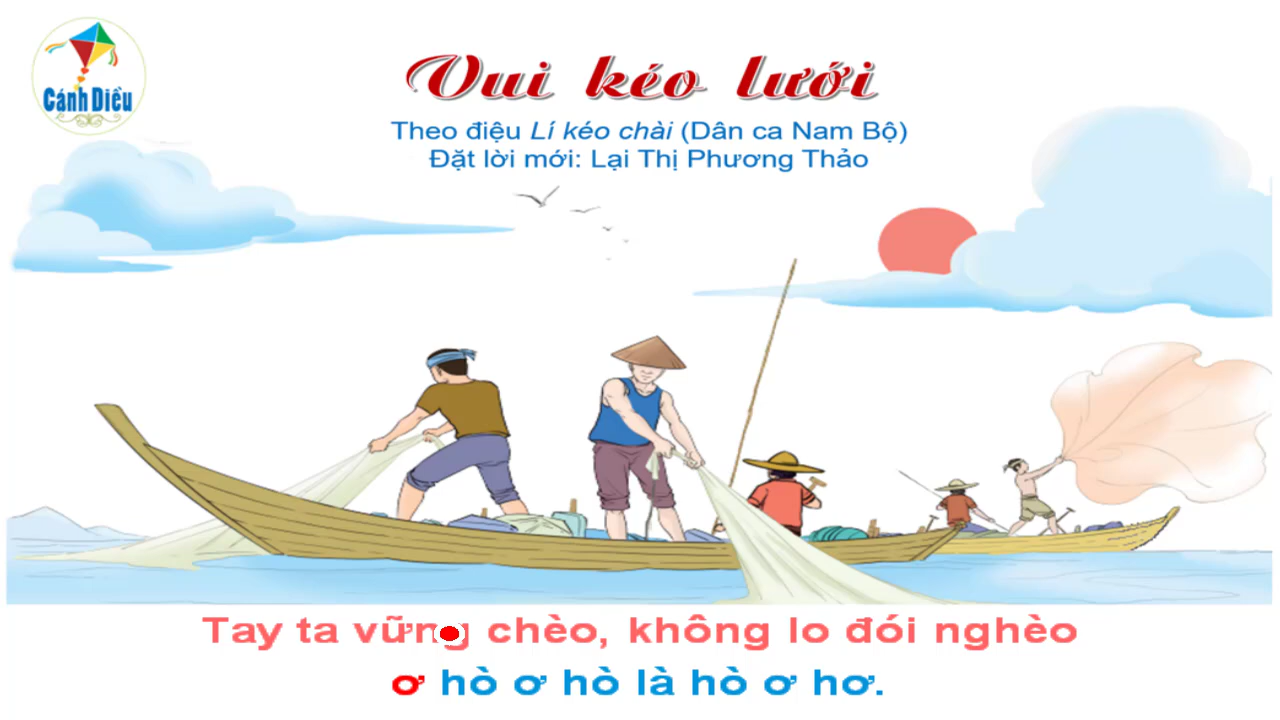 Cánh Diều
Vui kéo lưới
Theo điệu Lí kéo chài (Dân ca Nam Bộ)
Đặt lời mới: Lại Thị Phương Thảo
Tay ta vững chèo, không lo đói nghèo
ơ hò ơ hò là hò ơ hơ.